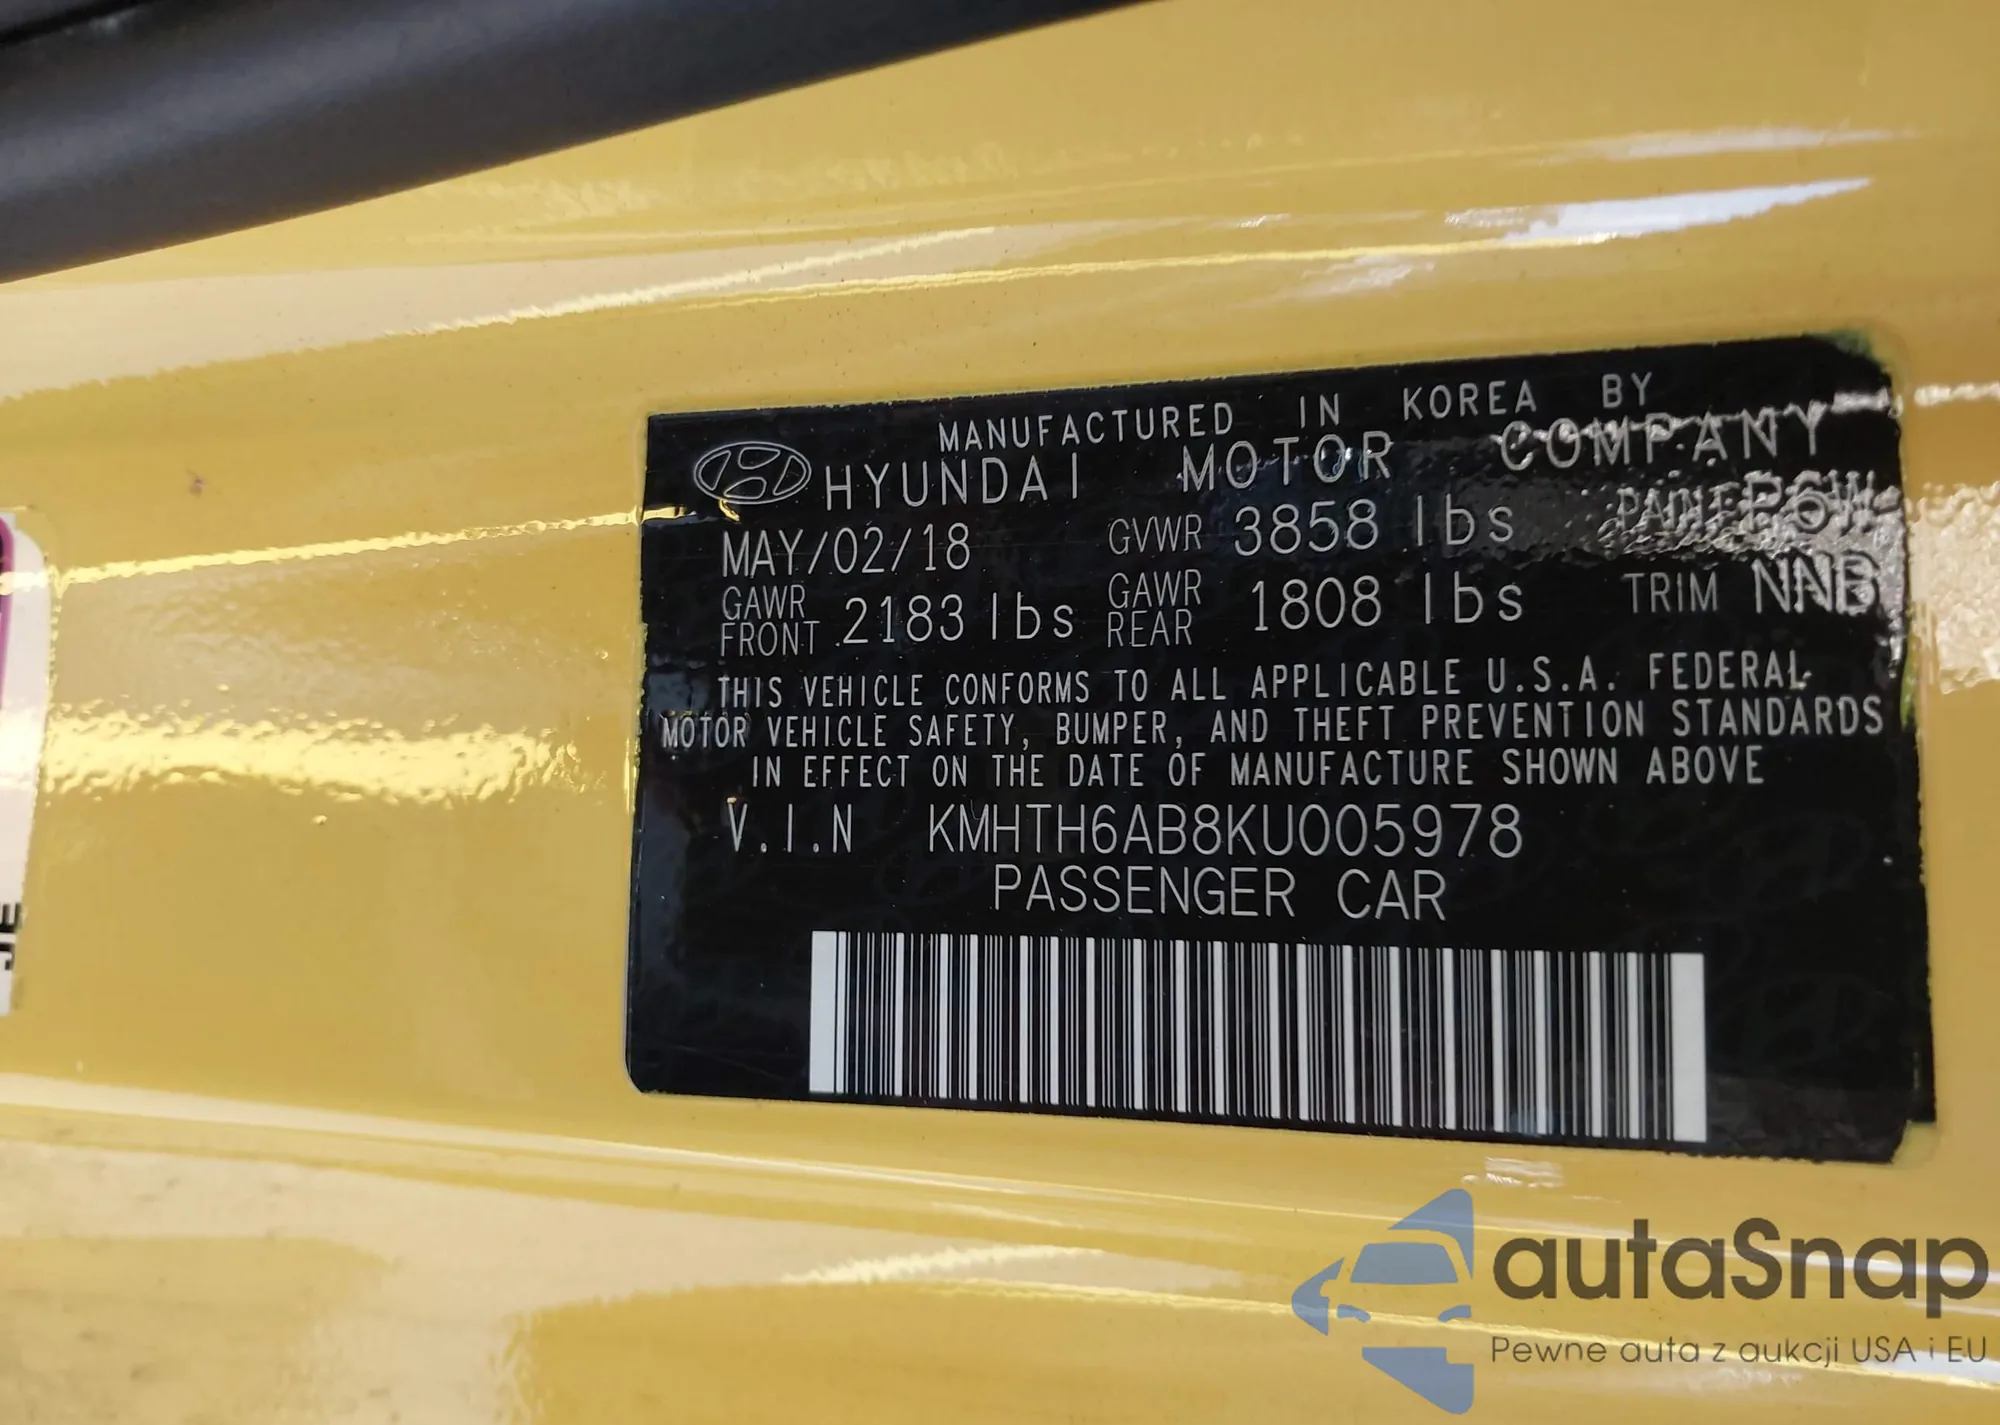 MANUFACTURED IN KOREA BY
HYUNDAI MOTOR COMPANY
MAY/02/18 GVWR 3858 lbs PAINT
GAWR FRONT 2183 lbs GAWR REAR 1808 lbs TRIM NNB
THIS VEHICLE CONFORMS TO ALL APPLICABLE U.S.A. FEDERAL
MOTOR VEHICLE SAFETY, BUMPER, AND THEFT PREVENTION STANDARDS
IN EFFECT ON THE DATE OF MANUFACTURE SHOWN ABOVE
V.I.N KMHTH6AB8KU005978
PASSENGER CAR
autaSnap
Pewne auta z aukcji USA i EU